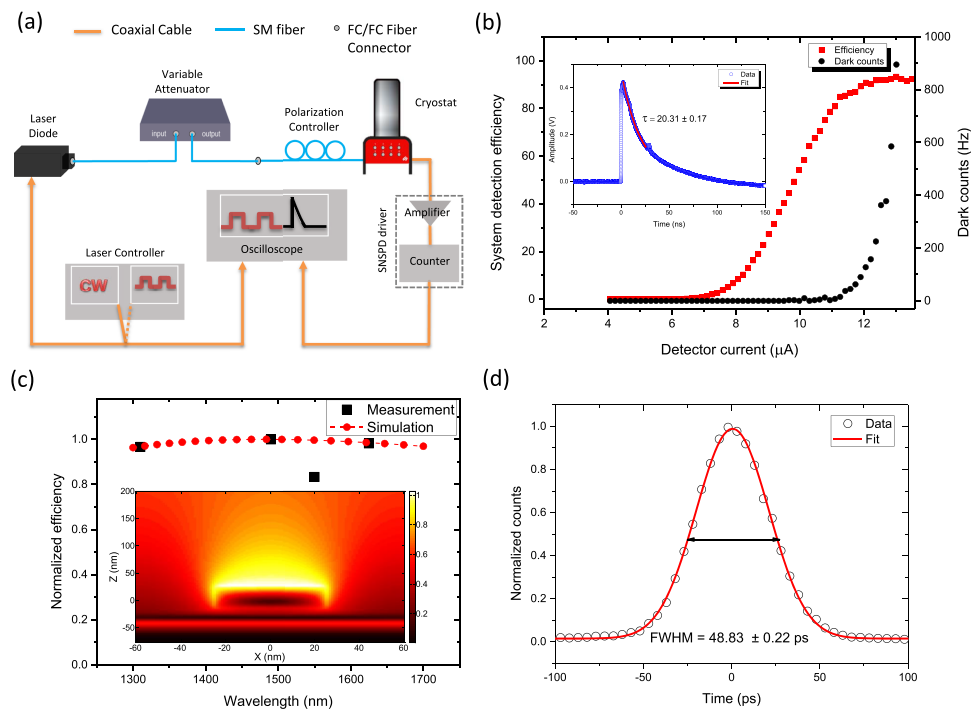 (a)
Coaxial Cable
SM fiber
FC/FC Fiber
Connector
Variable
Attenuator
Laser
Diode
input
output
Polarization
Controller
Cryostat
Oscilloscope
SNSPD driver
Amplifier
Counter
Laser Controller
CW
(b)
System detection efficiency
100
80
60
40
20
0
2
4
6
8
10
12
Detector current (μA)
1000
800
600
400
200
0
Dark counts (Hz)
Efficiency
Dark counts
Amplitude (V)
0.4
0.2
0.0
-50
0
50
100
150
Time (ns)
Data
Fit
τ = 20.31 ± 0.17
(c)
Normalized efficiency
1.0
0.8
0.6
0.4
0.2
0.0
1300
1400
1500
1600
1700
Wavelength (nm)
Measurement
Simulation
Z (nm)
200
150
100
50
0
-50
-60
-40
-20
0
20
40
60
X (nm)
1
0.8
0.6
0.4
0.2
(d)
Normalized counts
1.0
0.8
0.6
0.4
0.2
0.0
-100
-50
0
50
100
Time (ps)
Data
Fit
FWHM = 48.83 ± 0.22 ps